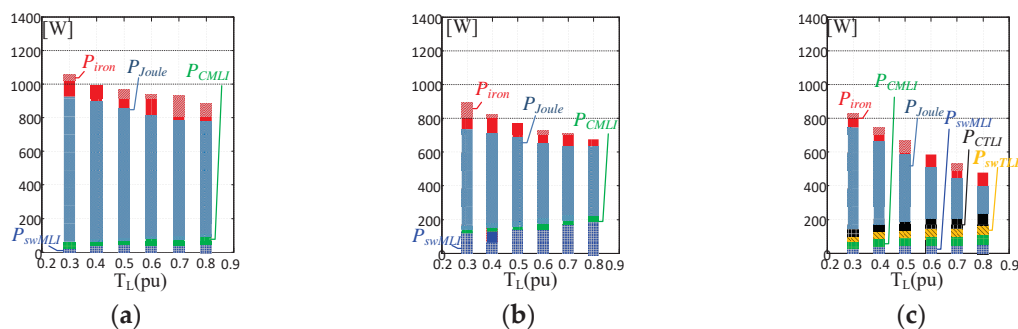 1400 [W]
1200
P_iron P_Joule P_CMLI
1000
800
600
400
200
P_swMLI
0
0.2 0.3 0.4 0.5 0.6 0.7 0.8 0.9
T_L(pu)
(a)
1400 [W]
1200
1000
P_iron
P_Joule
800
P_CMLI
600
400
200
P_swMLI
0
0.2 0.3 0.4 0.5 0.6 0.7 0.8 0.9
T_L(pu)
(b)
1400 [W]
1200
1000
P_CMLI
P_iron P_Joule P_swMLI
800
P_CTLI
600
P_swTLI
400
200
0
0.2 0.3 0.4 0.5 0.6 0.7 0.8 0.9
T_L(pu)
(c)